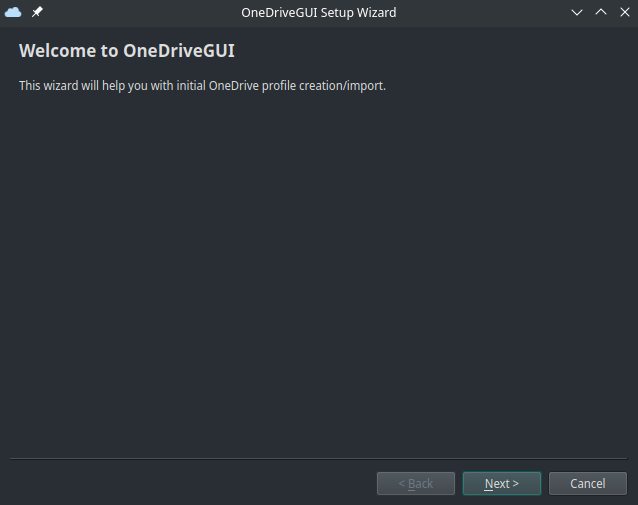 OneDriveGUI Setup Wizard
Welcome to OneDriveGUI
This wizard will help you with initial OneDrive profile creation/import.
< Back Next > Cancel